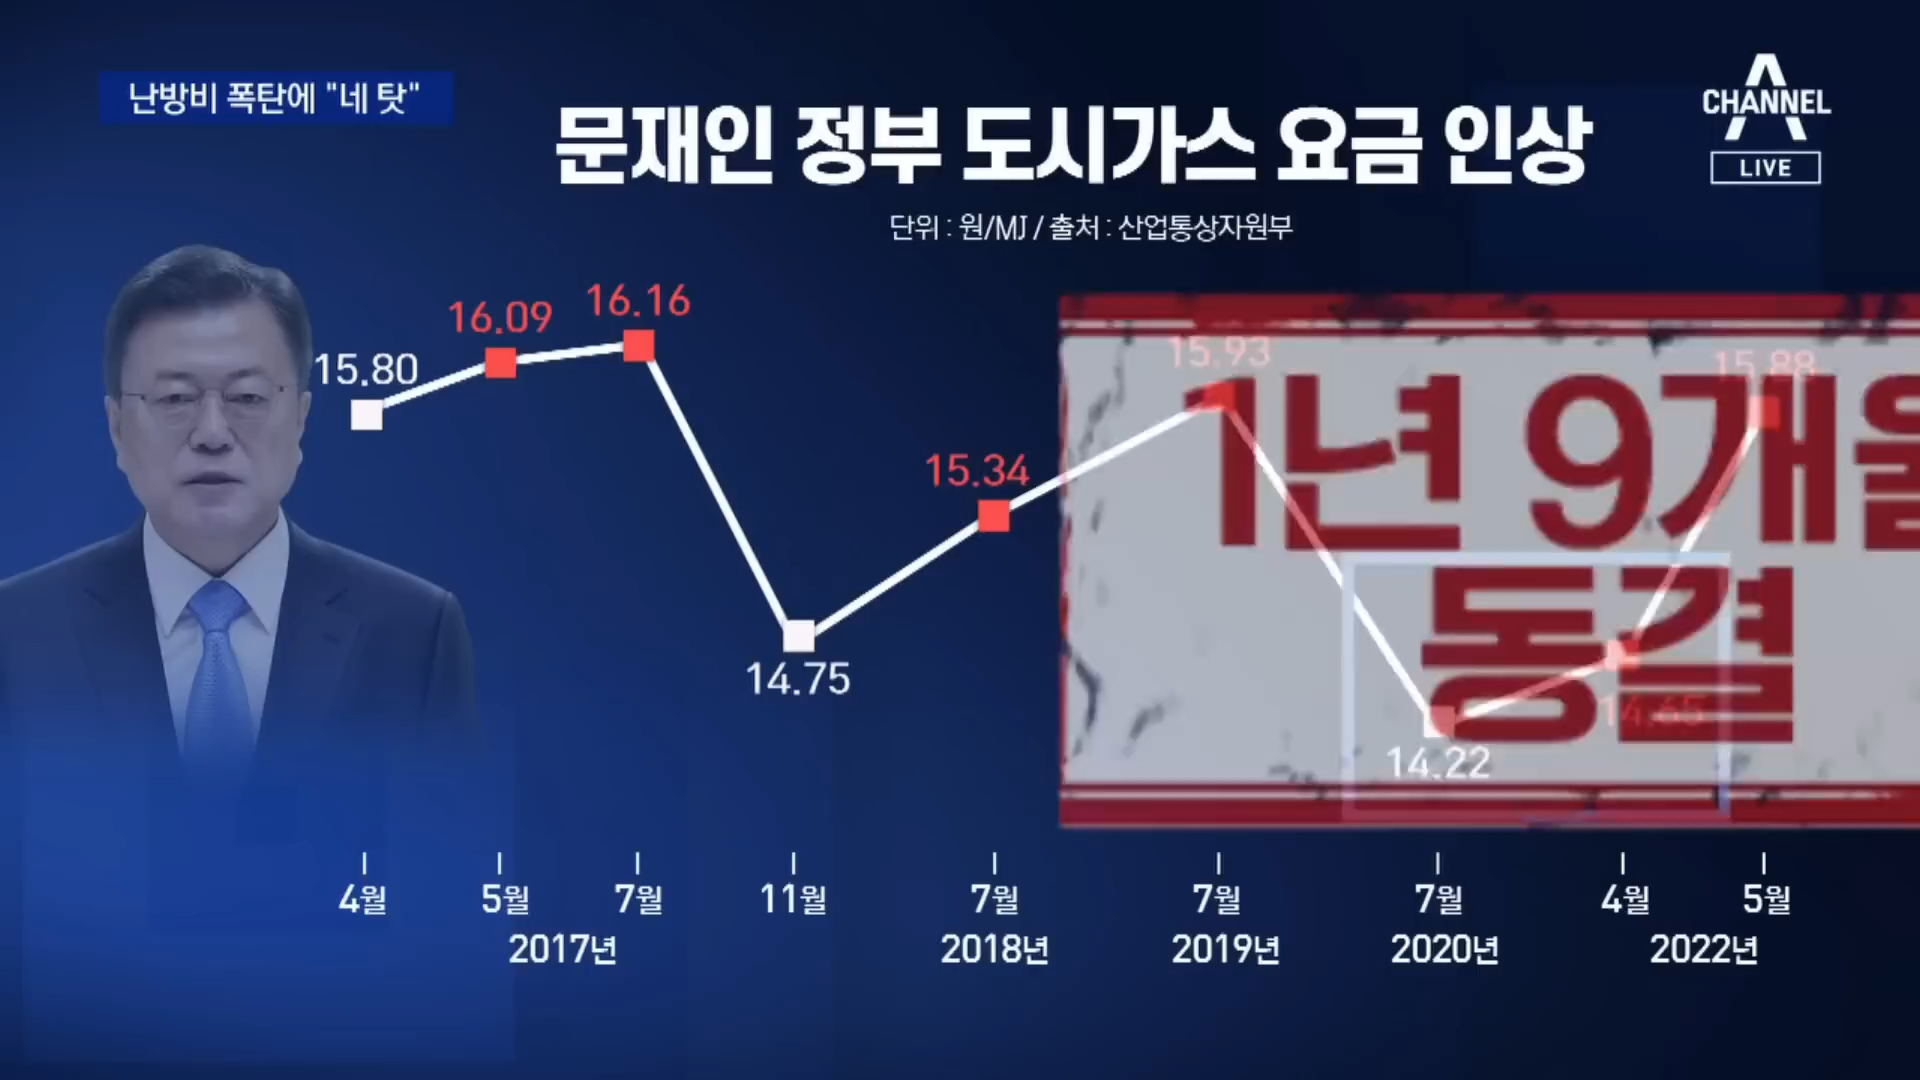 난방비 폭탄에 "네 탓"
문재인 정부 도시가스 요금 인상
단위 : 원/MJ / 출처 : 산업통상자원부
CHANNEL A
LIVE
15.80
16.09
16.16
14.75
15.34
15.93
14.22
14.65
15.88
1년 9개월
동결
4월 5월 7월 11월 7월 7월 7월 4월 5월
2017년 2018년 2019년 2020년 2022년